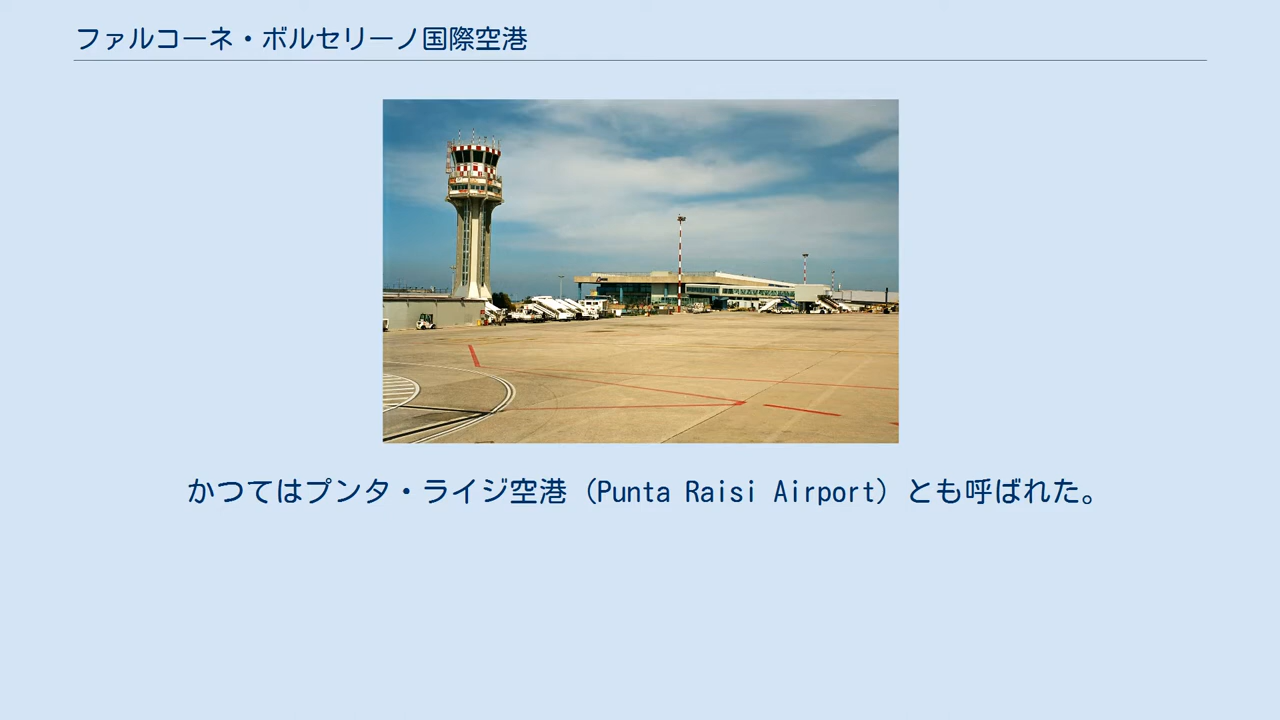 ファルコーネ・ボルセリーノ国際空港
かつてはプンタ・ライジ空港（Punta Raisi Airport）とも呼ばれた。